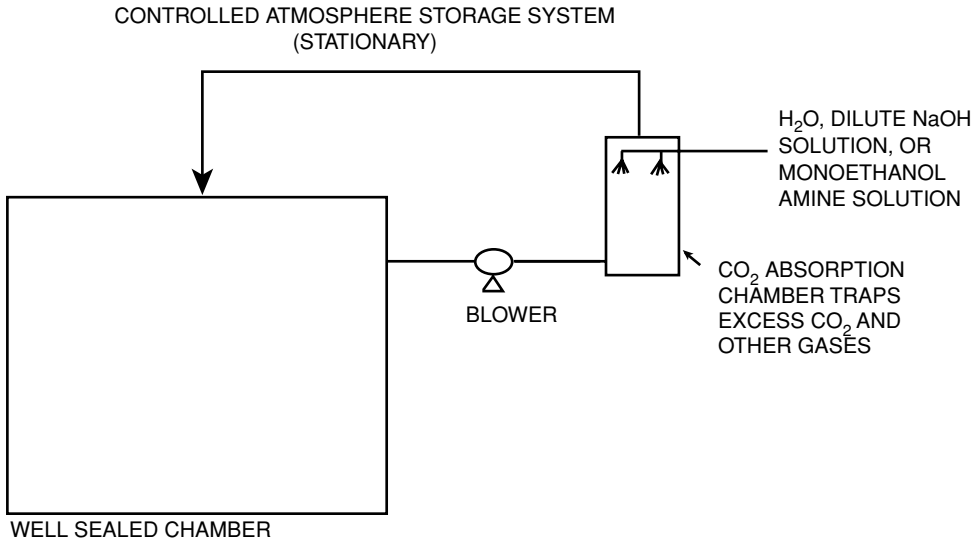 CONTROLLED ATMOSPHERE STORAGE SYSTEM
(STATIONARY)
H₂O, DILUTE NaOH
SOLUTION, OR
MONOETHANOL
AMINE SOLUTION
CO₂ ABSORPTION
CHAMBER TRAPS
EXCESS CO₂ AND
OTHER GASES
BLOWER
WELL SEALED CHAMBER